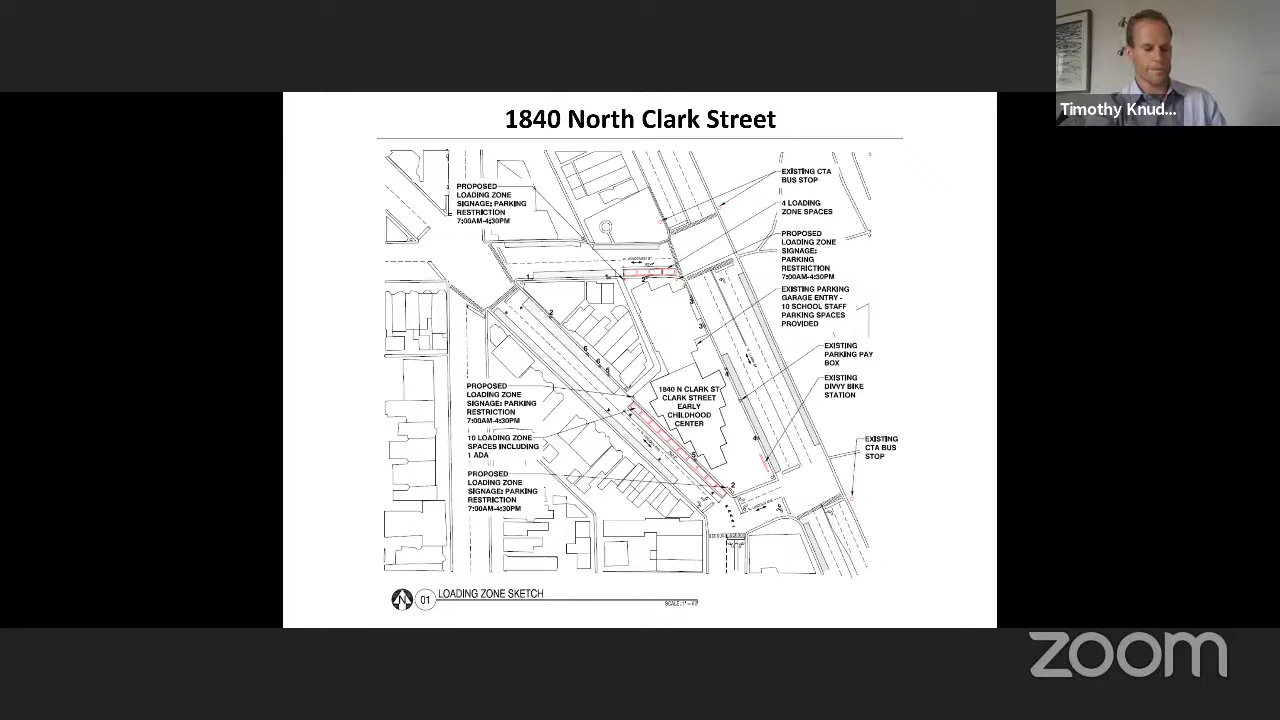 Timothy Knud...
1840 North Clark Street
PROPOSED
LOADING ZONE
SIGNAGE; PARKING
RESTRICTION
7:00AM-4:30PM
EXISTING CTA
BUS STOP
4 LOADING
ZONE SPACES
PROPOSED
LOADING ZONE
SIGNAGE:
PARKING
RESTRICTION
7:00AM-4:30PM
EXISTING PARKING
GARAGE ENTRY -
10 SCHOOL STAFF
PARKING SPACES
PROVIDED
EXISTING
PARKING PAY
BOX
EXISTING
DIVVY BIKE
STATION
1840 N CLARK ST
CLARK STREET
EARLY
CHILDHOOD
CENTER
PROPOSED
LOADING ZONE
SIGNAGE; PARKING
RESTRICTION
7:00AM-4:30PM
10 LOADING ZONE
SPACES INCLUDING
1 ADA
PROPOSED
LOADING ZONE
SIGNAGE; PARKING
RESTRICTION
7:00AM-4:30PM
EXISTING
CTA BUS
STOP
N
01
LOADING ZONE SKETCH
zoom